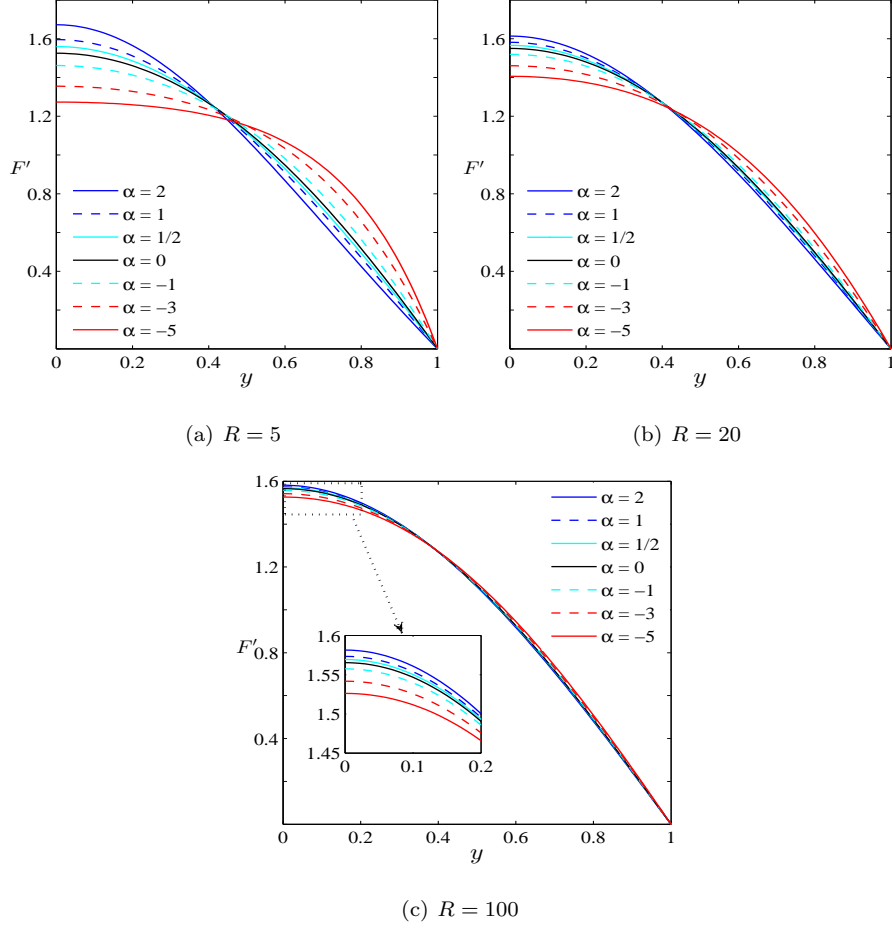 1.6
1.2
F′
0.8
0.4
α = 2
α = 1
α = 1/2
α = 0
α = −1
α = −3
α = −5
0 0.2 0.4 0.6 0.8 1
y
(a) R = 5
1.6
1.2
F′
0.8
0.4
α = 2
α = 1
α = 1/2
α = 0
α = −1
α = −3
α = −5
0 0.2 0.4 0.6 0.8 1
y
(b) R = 20
1.6
1.2
F′
0.8
0.4
α = 2
α = 1
α = 1/2
α = 0
α = −1
α = −3
α = −5
1.6
1.55
1.5
1.45
0 0.1 0.2
0 0.2 0.4 0.6 0.8 1
y
(c) R = 100